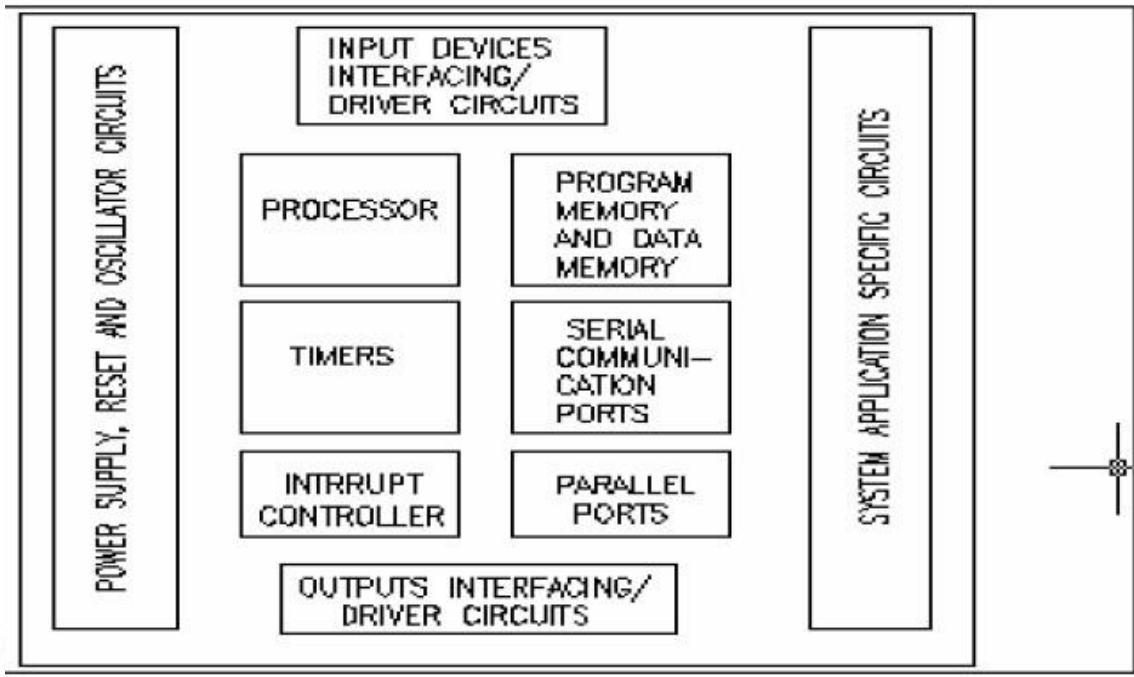 POWER SUPPLY, RESET AND OSCILLATOR CIRCUITS
INPUT DEVICES
INTERFACING/
DRIVER CIRCUITS
PROCESSOR
PROGRAM
MEMORY
AND DATA
MEMORY
TIMERS
SERIAL
COMMUNI-
CATION
PORTS
INTRRUPT
CONTROLLER
PARALLEL
PORTS
OUTPUTS INTERFACING/
DRIVER CIRCUITS
SYSTEM APPLICATION SPECIFIC CIRCUITS